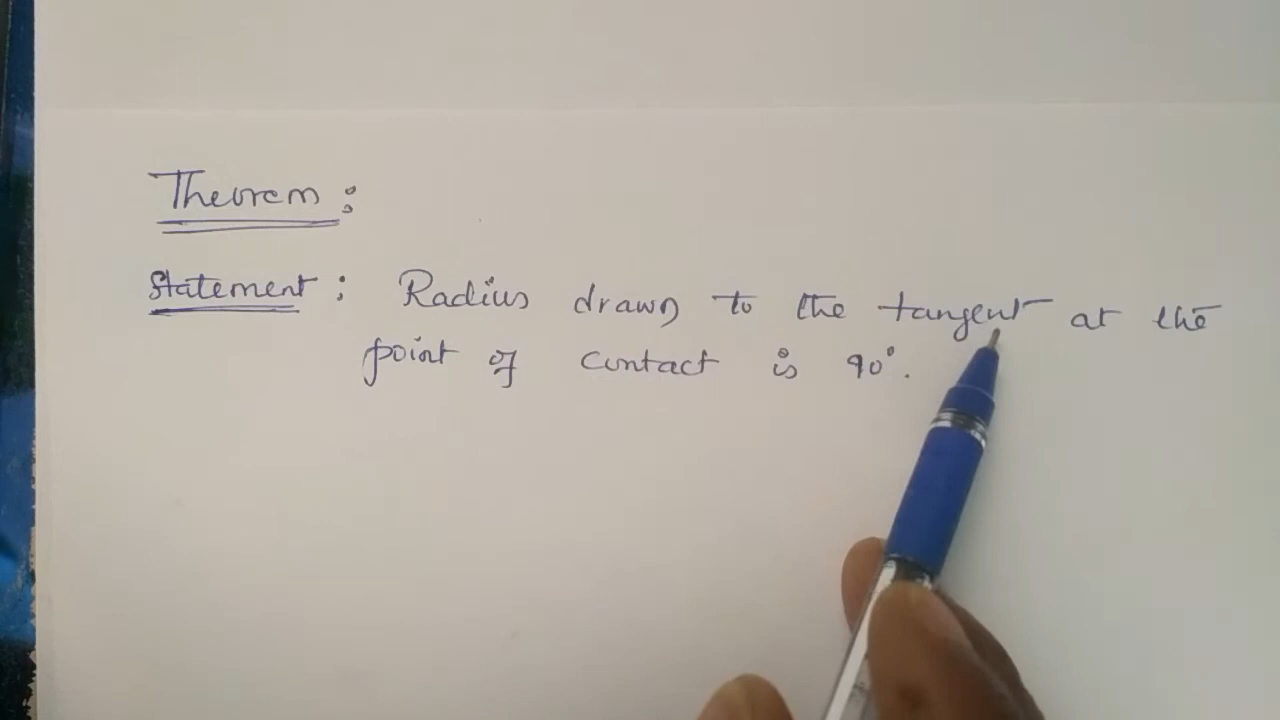 Theorem :
Statement : Radius drawn to the tangent at the
point of contact is 90°.